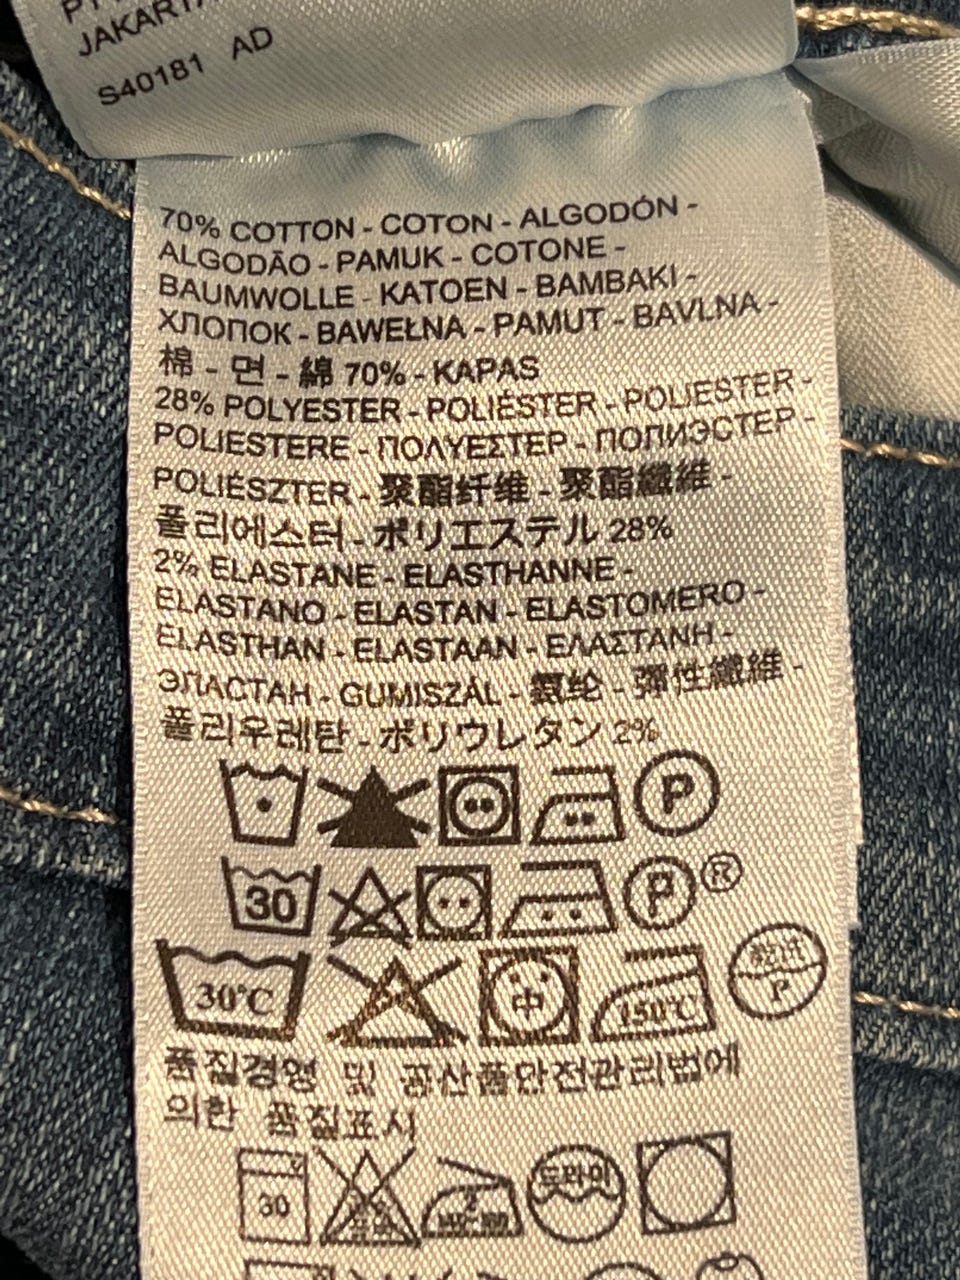 JAKARTA
S40181 AD
70% COTTON - COTON - ALGODÓN -
ALGODÃO - PAMUK - COTONE -
BAUMWOLLE - KATOEN - BAMBAKI -
ХЛОПОК - BAWEŁNA - PAMUT - BAVLNA -
棉 - 면 - 綿 70% - KAPAS
28% POLYESTER - POLIÉSTER - POLIESTER -
POLIESTERE - ΠΟΛΥΕΣΤΕΡ - ПОЛИЭСТЕР -
POLIÉSZTER - 聚酯纤维 - 聚酯纖維 -
폴리에스터 - ポリエステル 28%
2% ELASTANE - ELASTHANNE -
ELASTANO - ELASTAN - ELASTOMERO -
ELASTHAN - ELASTAAN - ΕΛΑΣΤΑΝΗ -
ЭЛАСТАН - GUMISZÁL - 氨纶 - 彈性纖維 -
폴리우레탄 - ポリウレタン 2%
P
30 P ®
30°C 中 150°C P
품질경영 및 공산품안전관리법에
의한 품질표시
30 2 드라이